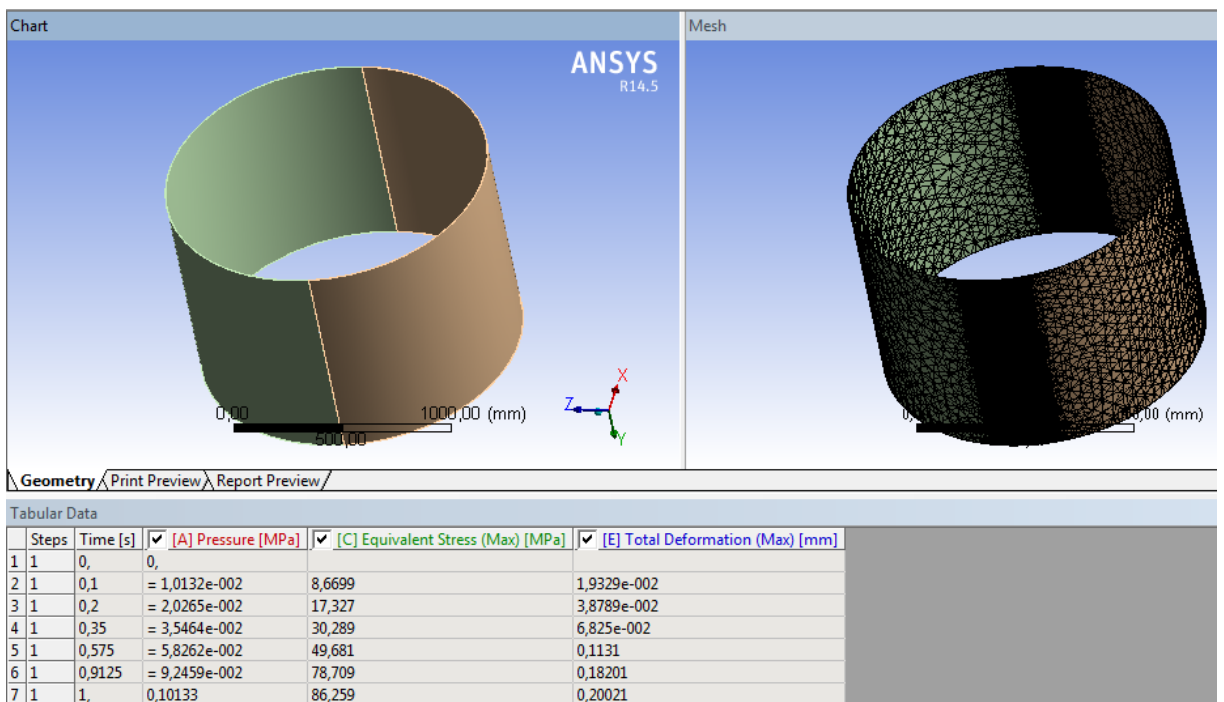 Chart
Mesh
ANSYS
R14.5
X
Z
Y
0,00
1000,00 (mm)
500,00
Geometry Print Preview Report Preview
Tabular Data
Steps Time [s] [A] Pressure [MPa] [C] Equivalent Stress (Max) [MPa] [E] Total Deformation (Max) [mm]
1 1 0, 0,
2 1 0,1 = 1,0132e-002 8,6699 1,9329e-002
3 1 0,2 = 2,0265e-002 17,327 3,8789e-002
4 1 0,35 = 3,5464e-002 30,289 6,825e-002
5 1 0,575 = 5,8262e-002 49,681 0,1131
6 1 0,9125 = 9,2459e-002 78,709 0,18201
7 1 1, 0,10133 86,259 0,20021